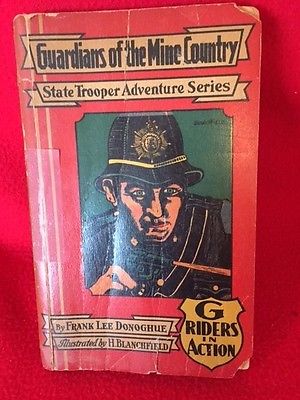 Guardians of the Mine Country
State Trooper Adventure Series
By FRANK LEE DONOGHUE
Illustrated by H. BLANCHFIELD
G
RIDERS
IN
ACTION